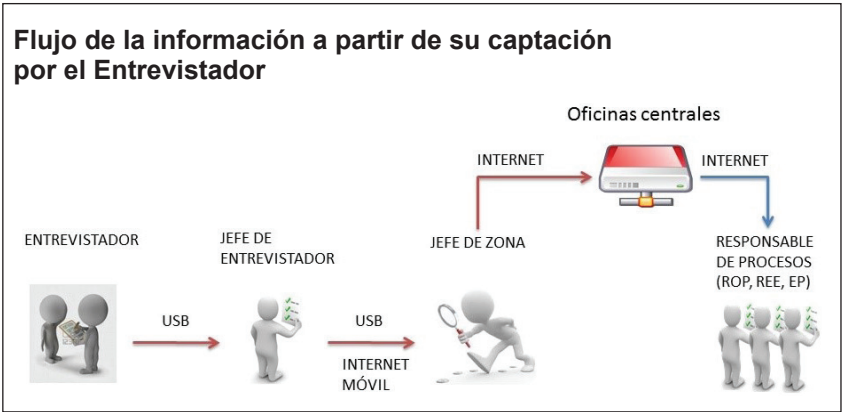 Flujo de la información a partir de su captación
por el Entrevistador
Oficinas centrales
INTERNET
INTERNET
ENTREVISTADOR
JEFE DE
ENTREVISTADOR
JEFE DE ZONA
RESPONSABLE
DE PROCESOS
(ROP, REE, EP)
USB
USB
INTERNET
MÓVIL